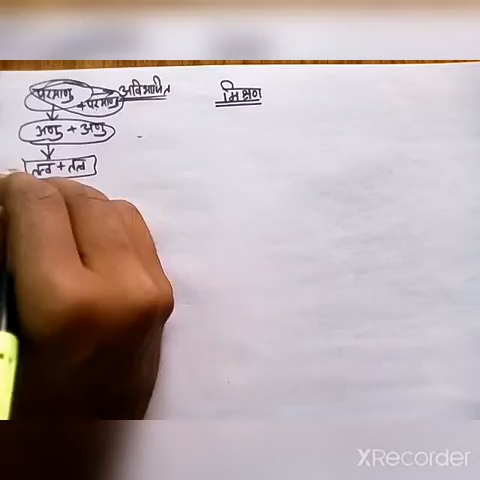 परमाणु
+ परमाणु
अविभाजित
मिश्रण
अणु + अणु
तत्व + तत्व
XRecorder